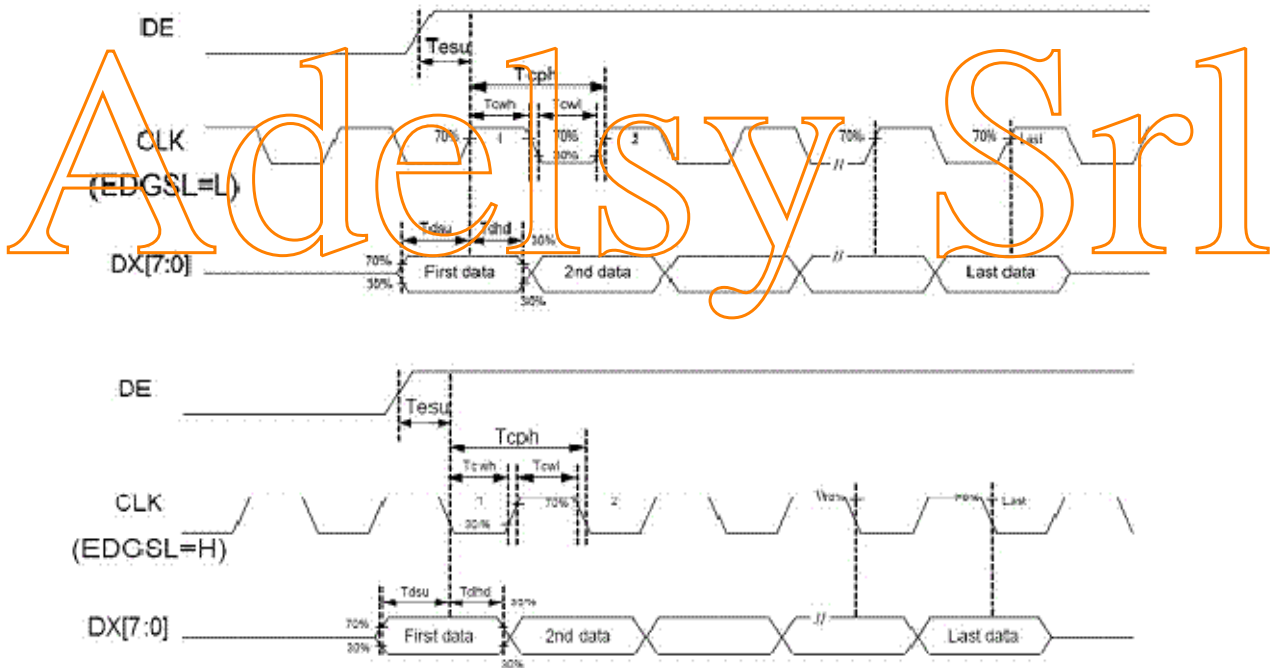 DE
Tesu
Tcph
Tcwh Tcwl
CLK 70% 1 70% 2 70% 70% Last
30%
(EDGSL=L)
Adelsy Srl
Tdsu Tdhd 30%
DX[7:0] 70% First data 2nd data // Last data
30% 30%
DE
Tesu
Tcph
Tcwh Tcwl
CLK 1 70% 2 70% 70% Last
30%
(EDGSL=H)
Tdsu Tdhd 30%
DX[7:0] 70% First data 2nd data // Last data
30% 30%